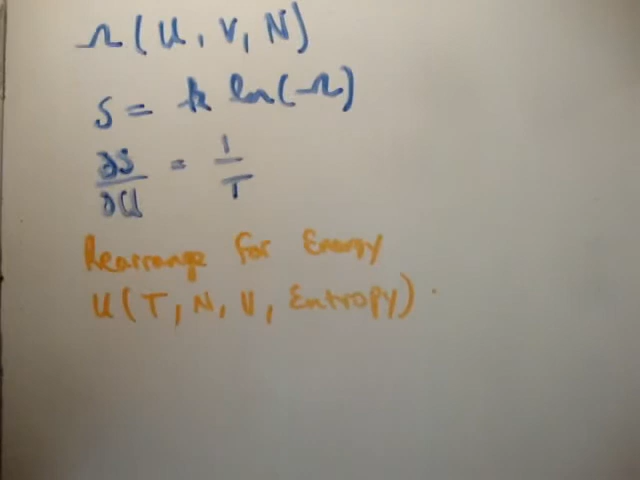 Ω(U, V, N)
S = k ln(Ω)
∂S/∂U = 1/T
Rearrange for Energy
U(T, N, V, Entropy).